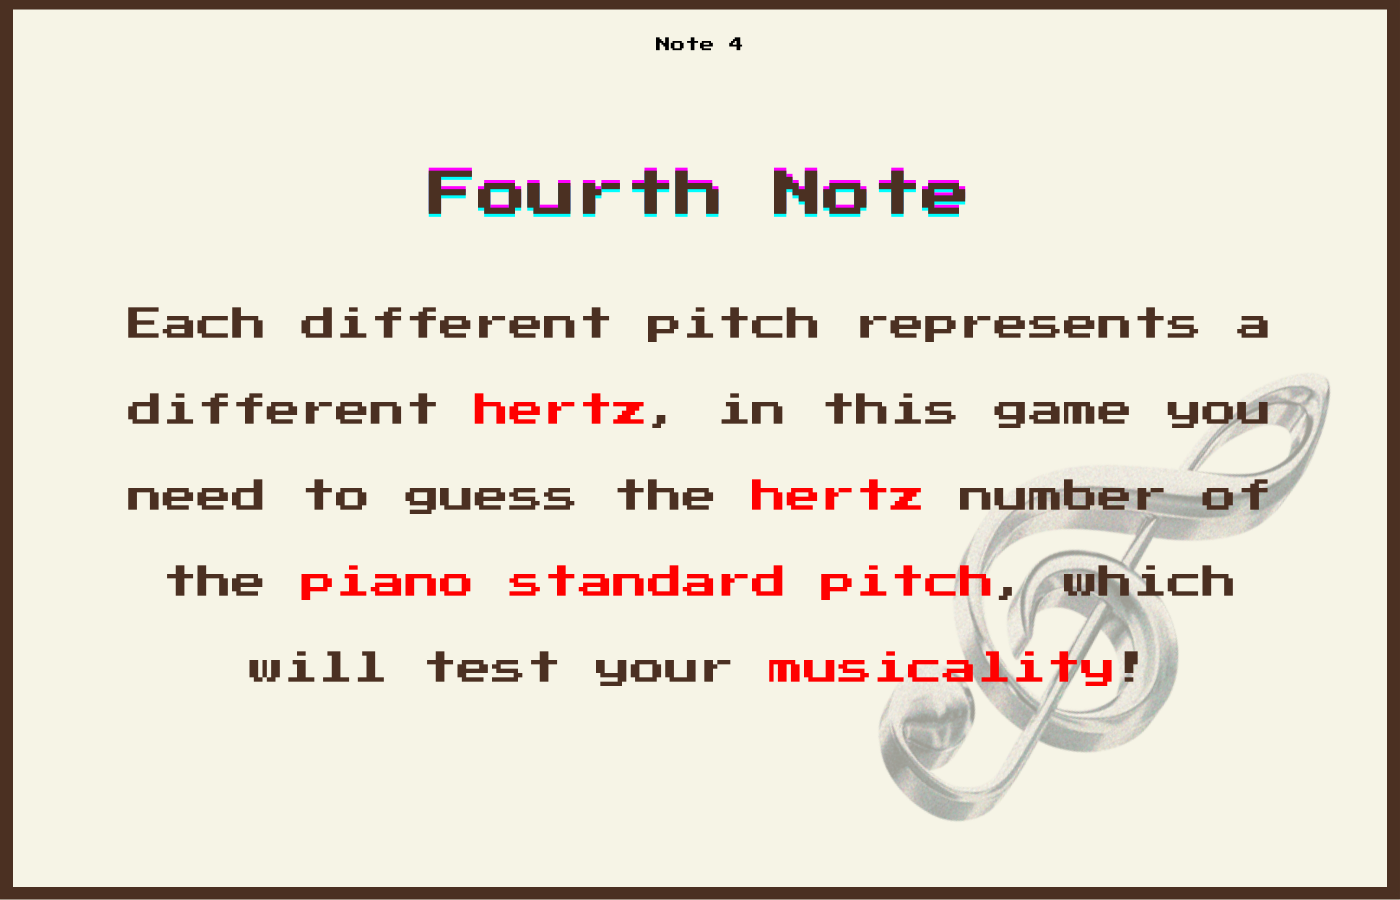 Note 4
Fourth Note
Each different pitch represents a
different hertz, in this game you
need to guess the hertz number of
the piano standard pitch, which
will test your musicality!